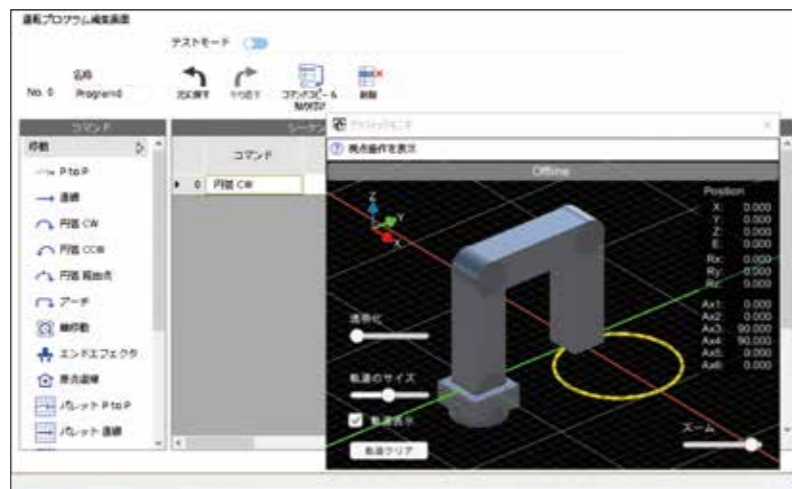 運転プログラム編集画面
テストモード
名称
No. 0 Program0
元に戻す やり直す コマンドコピー&貼り付け 削除
コマンド
シーケン
移動
コマンド
P to P
0 円弧 CW
直線
円弧 CW
円弧 CCW
円弧 経由点
アーチ
軸移動
エンドエフェクタ
原点復帰
パレット P to P
パレット 直線
視点操作を表示
Offline
Z
Y
X
Position
X: 0.000
Y: 0.000
Z: 0.000
E: 0.000
Rx: 0.000
Ry: 0.000
Rz: 0.000
Ax1: 0.000
Ax2: 0.000
Ax3: 90.000
Ax4: 90.000
Ax5: 0.000
Ax6: 0.000
透明化
軌道のサイズ
軌道表示
軌道クリア
ズーム